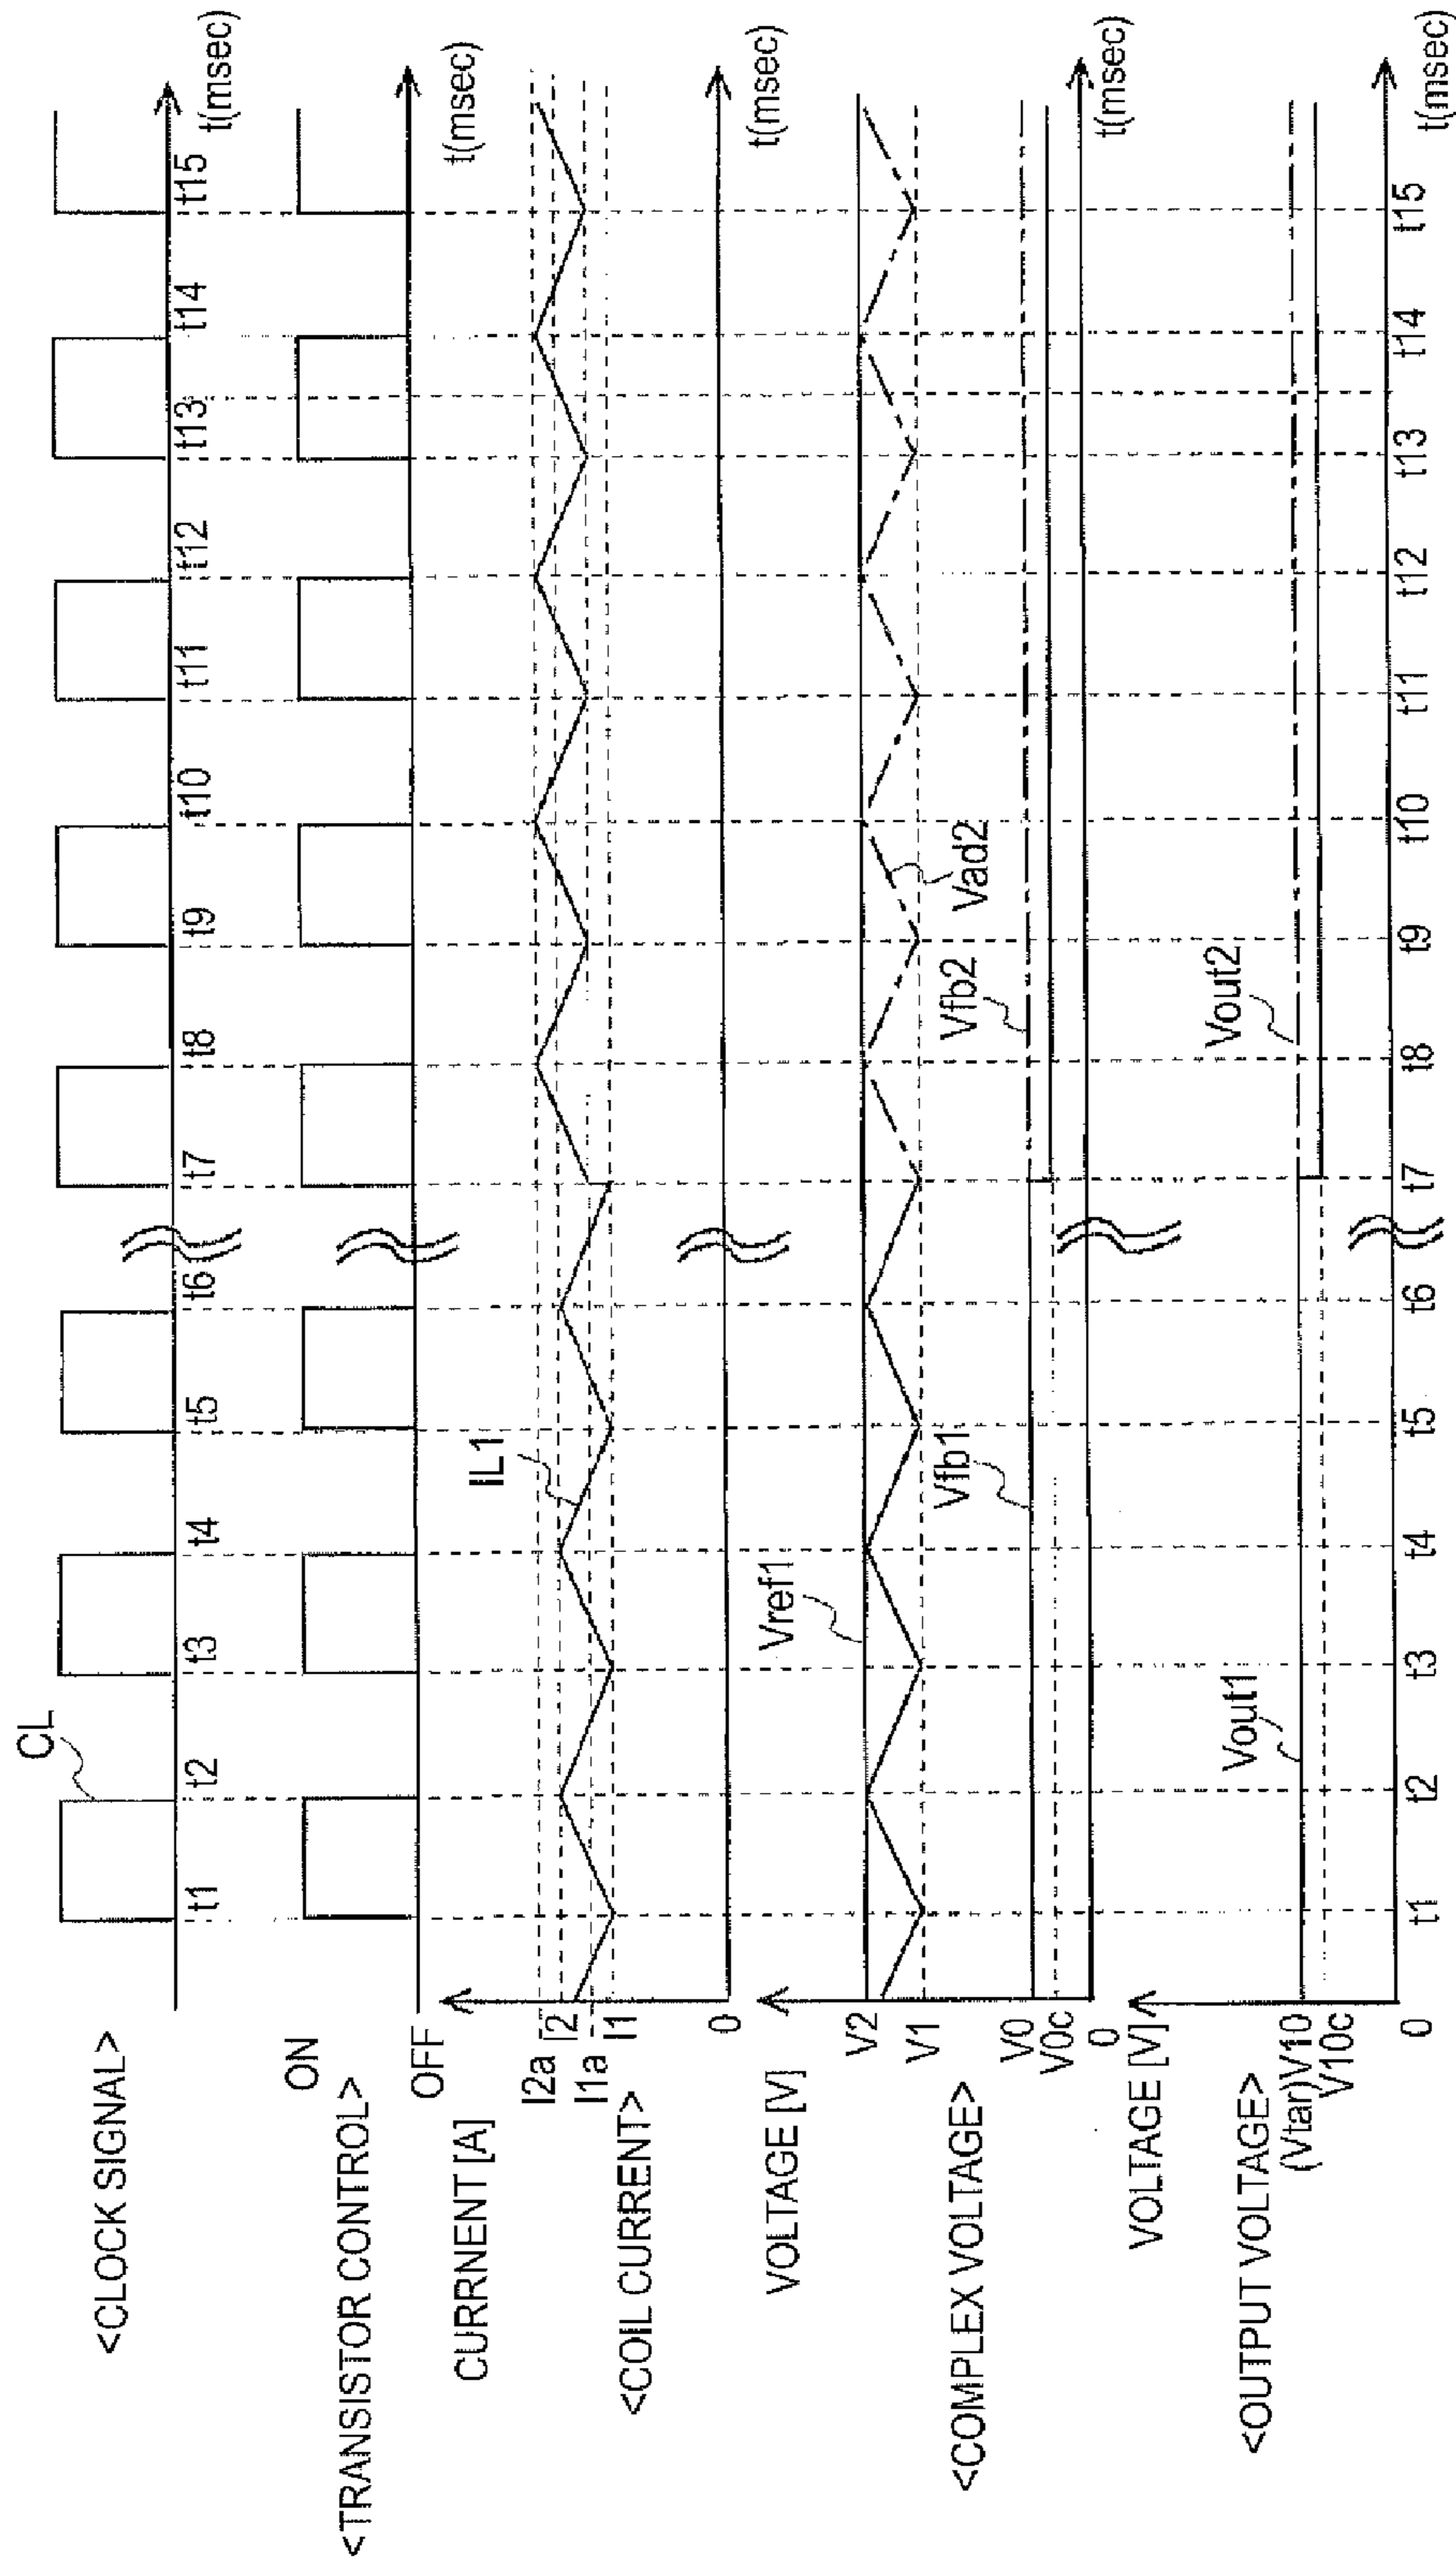 <CLOCK SIGNAL>
CL
t1 t2 t3 t4 t5 t6 t7 t8 t9 t10 t11 t12 t13 t14 t15
t(msec)
<TRANSISTOR CONTROL>
ON
OFF
t(msec)
CURRNENT [A]
I2a
I2
I1a
I1
0
<COIL CURRENT>
IL1
t(msec)
VOLTAGE [V]
V2
V1
V0
V0c
0
<COMPLEX VOLTAGE>
Vref1
Vfb1
Vfb2
Vad2
t(msec)
VOLTAGE [V]
<OUTPUT VOLTAGE>
(Vtar)V10
V10c
0
Vout1
Vout2
t1 t2 t3 t4 t5 t6 t7 t8 t9 t10 t11 t12 t13 t14 t15
t(msec)